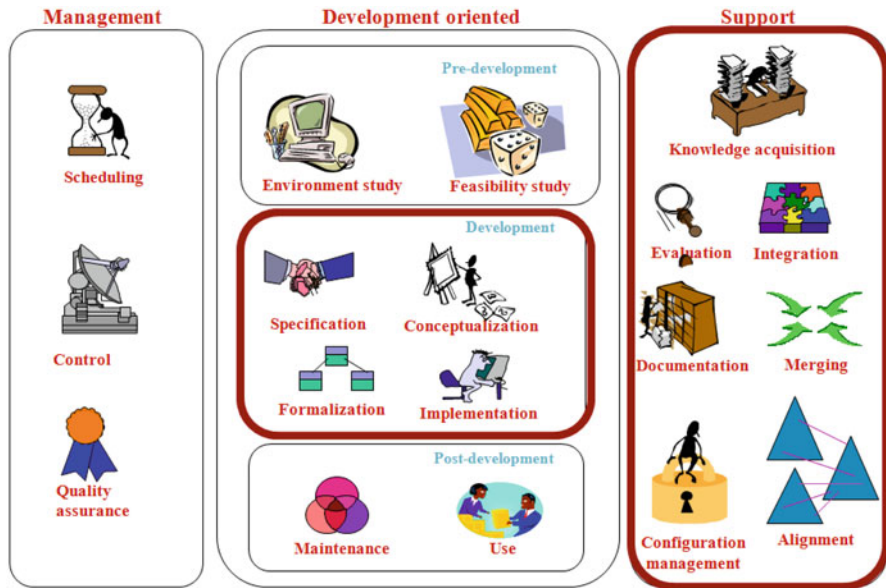 Management
Scheduling
Control
Quality
assurance
Development oriented
Pre-development
Environment study
Feasibility study
Development
Specification
Conceptualization
Formalization
Implementation
Post-development
Maintenance
Use
Support
Knowledge acquisition
Evaluation
Integration
Documentation
Merging
Configuration
management
Alignment